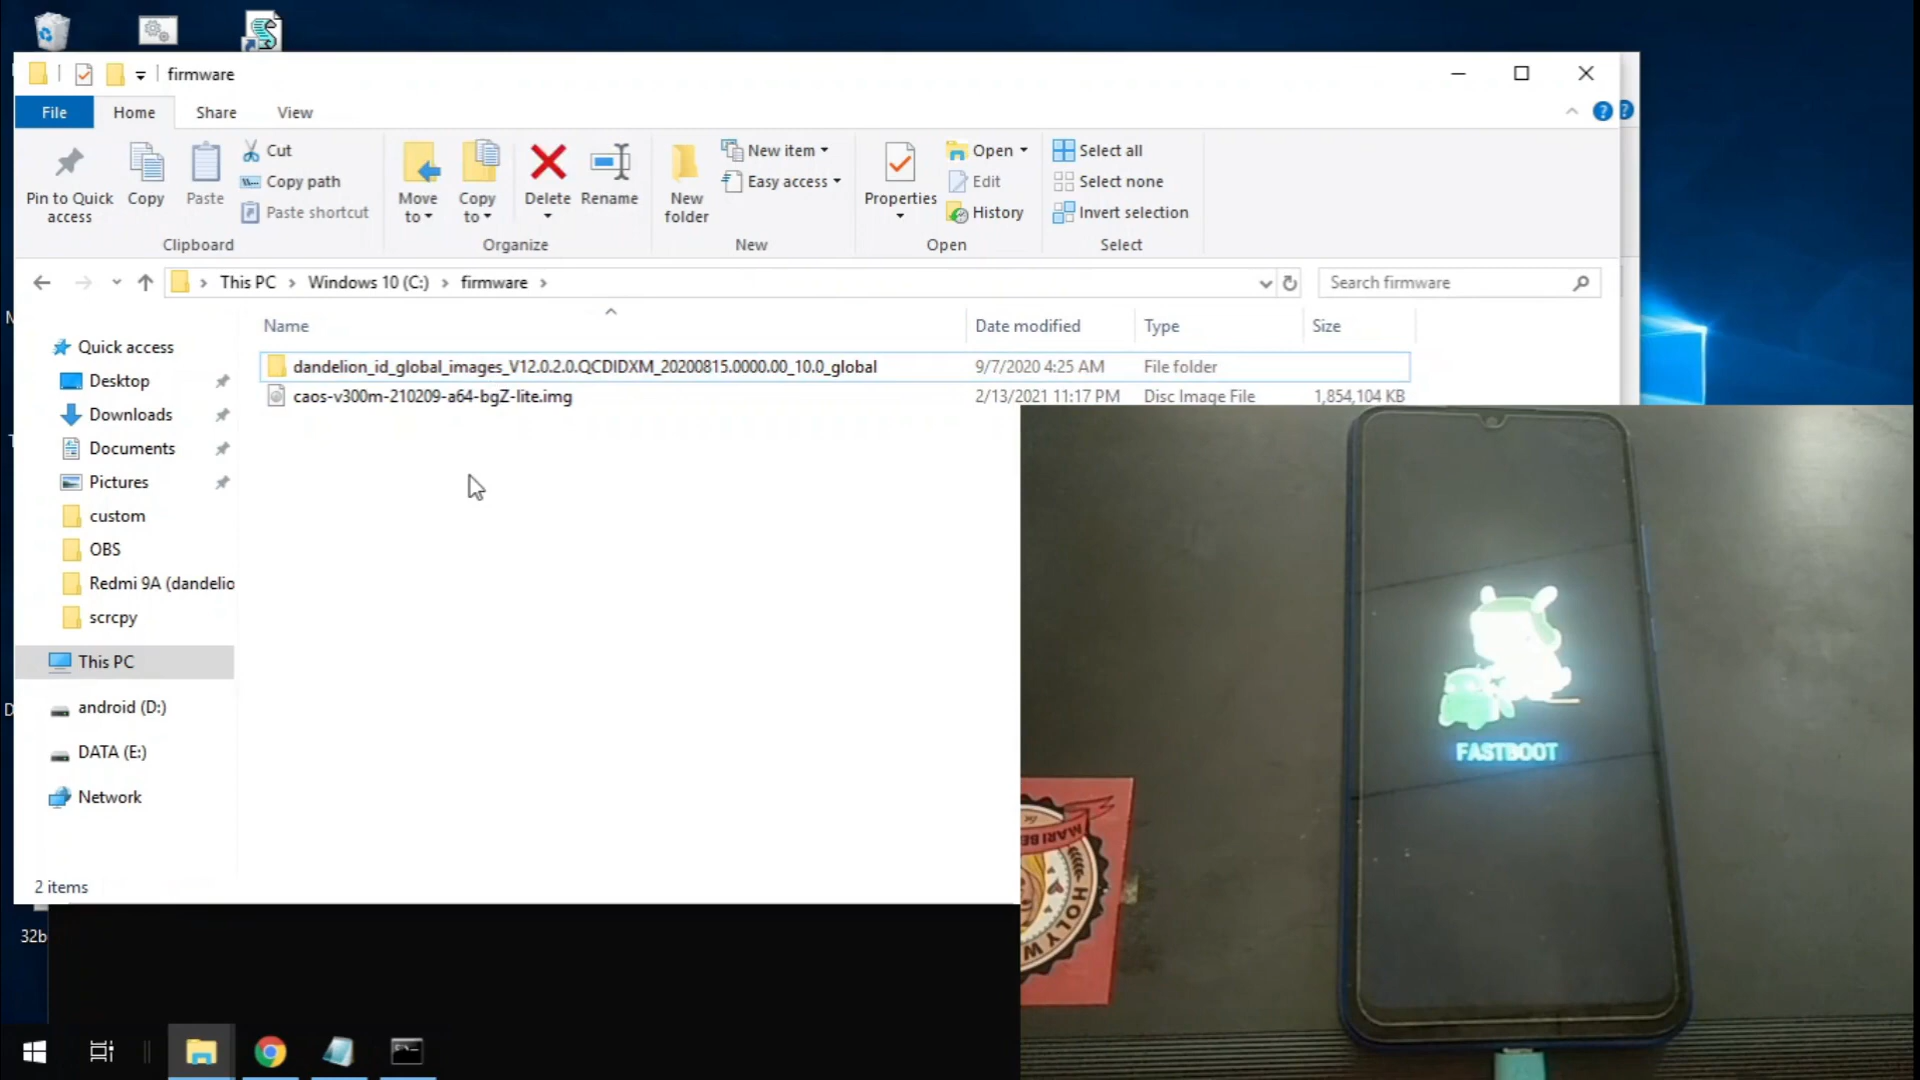 firmware
File
Home
Share
View
Pin to Quick access
Copy
Paste
Cut
Copy path
Paste shortcut
Clipboard
Move to
Copy to
Delete
Rename
Organize
New folder
New item
Easy access
New
Properties
Open
Edit
History
Open
Select all
Select none
Invert selection
Select
This PC
Windows 10 (C:)
firmware
Search firmware
Name
Date modified
Type
Size
dandelion_id_global_images_V12.0.2.0.QCDIDXM_20200815.0000.00_10.0_global
9/7/2020 4:25 AM
File folder
caos-v300m-210209-a64-bgZ-lite.img
2/13/2021 11:17 PM
Disc Image File
1,854,104 KB
Quick access
Desktop
Downloads
Documents
Pictures
custom
OBS
Redmi 9A (dandelio
scrcpy
This PC
android (D:)
DATA (E:)
Network
2 items
32b
FASTBOOT
HOLY W